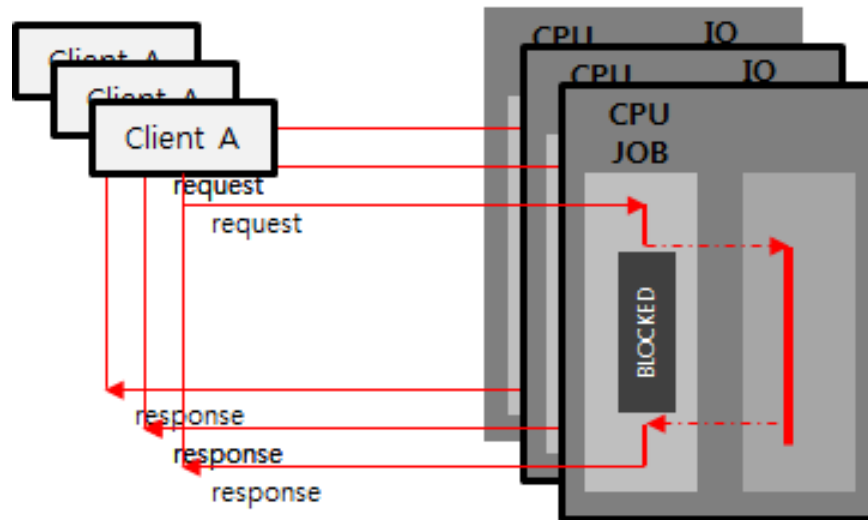 Client A
Client A
Client A
CPU
IO
CPU
IO
CPU
JOB
request
request
BLOCKED
response
response
response